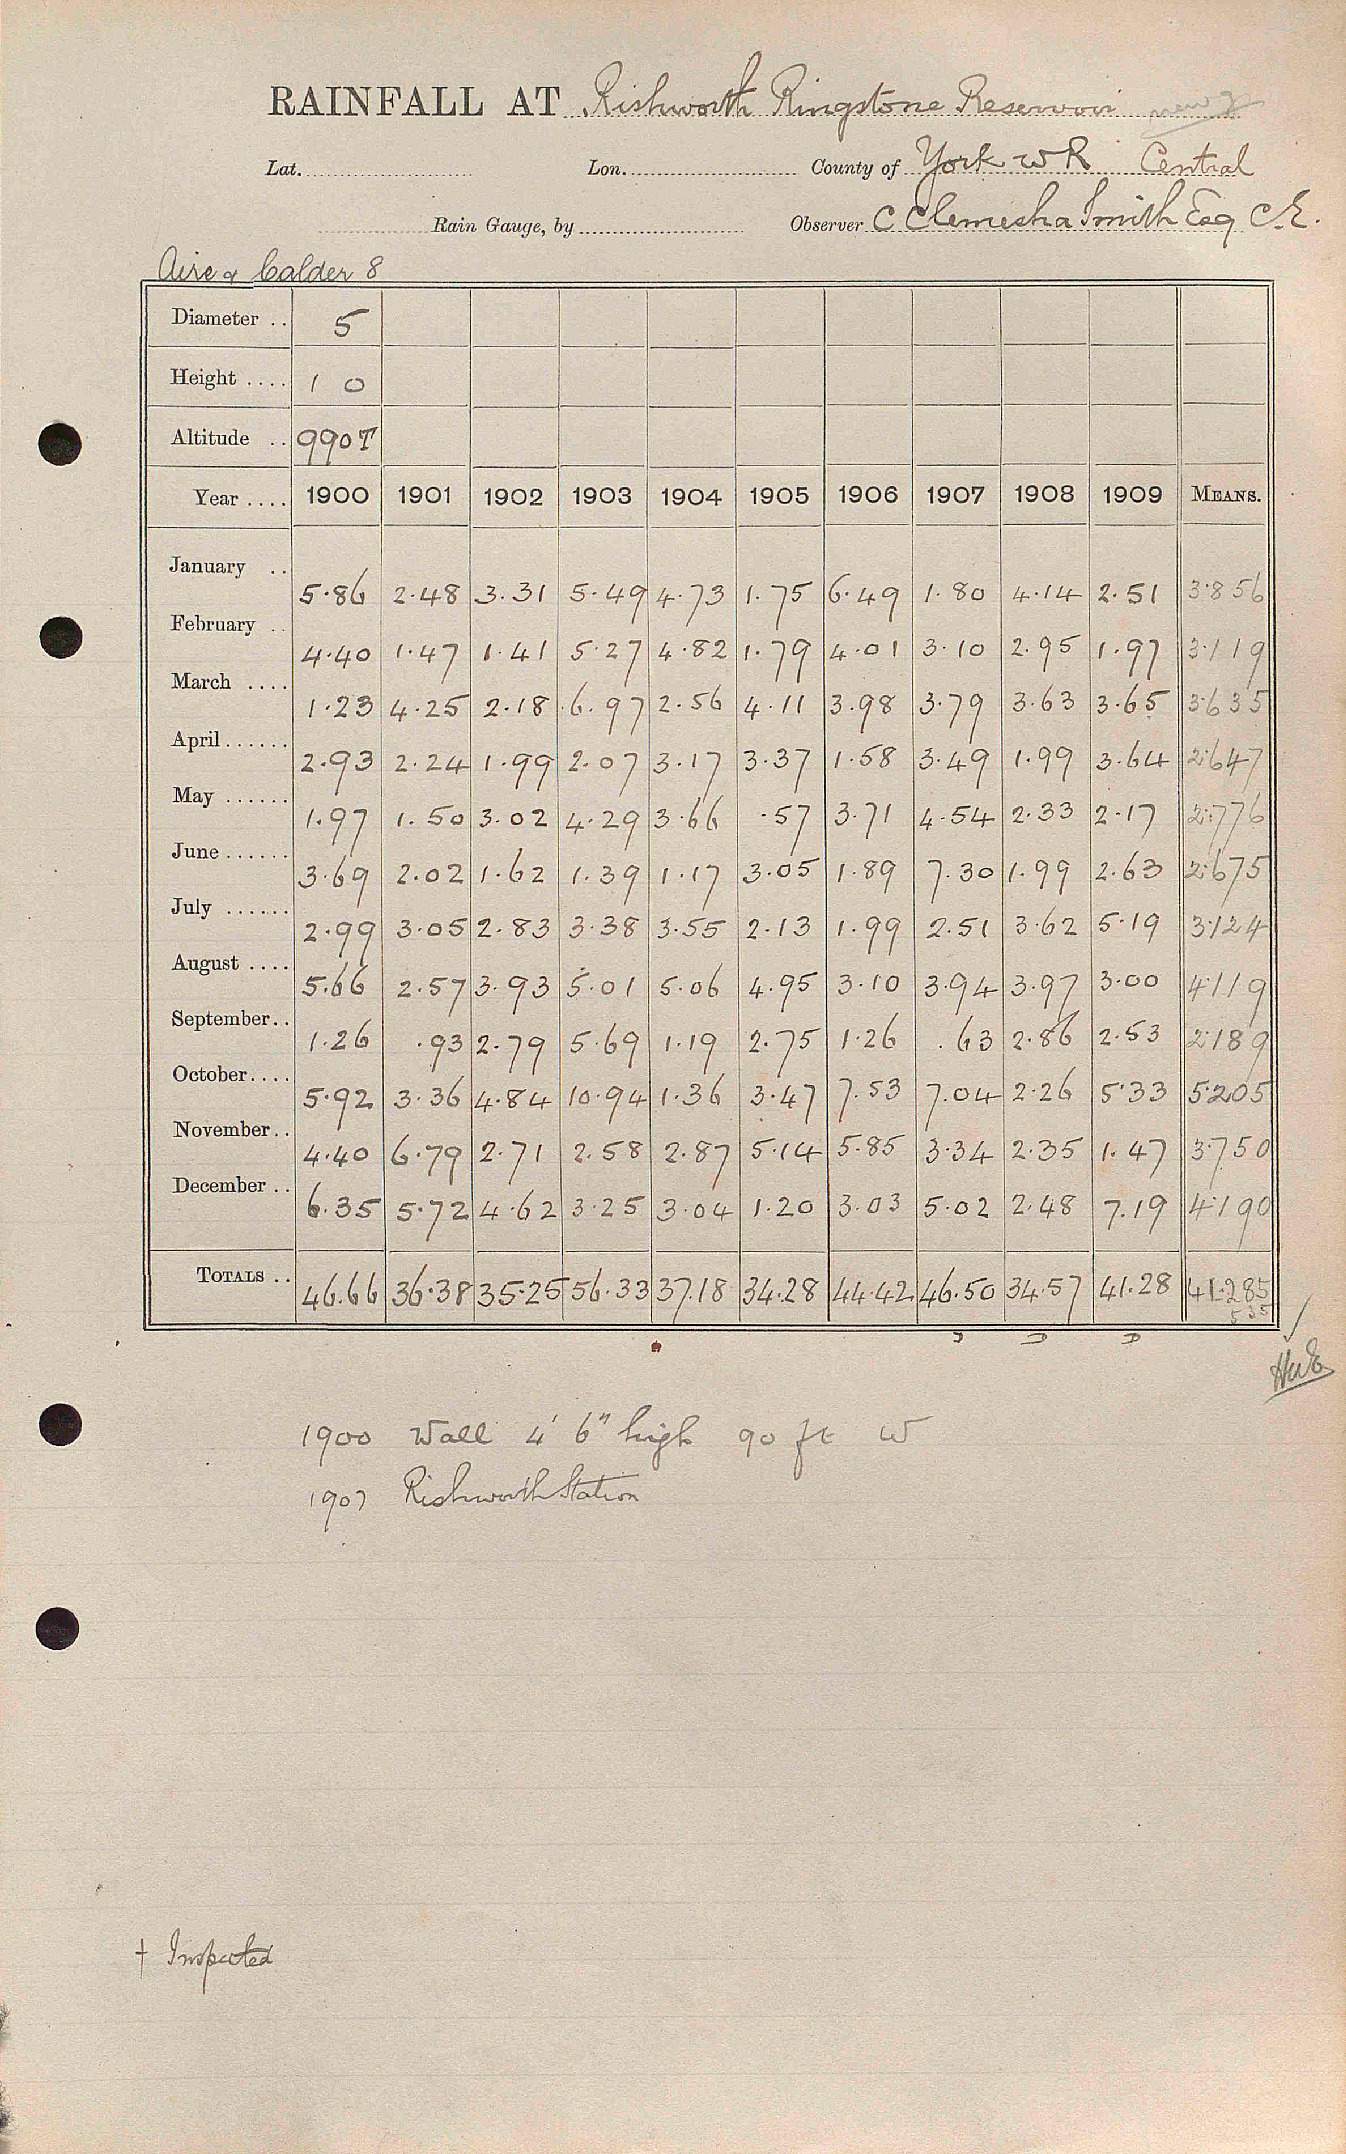 RAINFALL AT Rishworth Ringstone Reservoir
Lat. Lon. County of York W R Central
Rain Gauge, by Observer C Clemesha Smith Esq C.E.
Aire & Calder 8
Diameter .. 5
Height .... 1 0
Altitude .. 990 T
Year .... 1900 1901 1902 1903 1904 1905 1906 1907 1908 1909 MEANS.
January .. 5.86 2.48 3.31 5.49 4.73 1.75 6.49 1.80 4.14 2.51 3.856
February .. 4.40 1.47 1.41 5.27 4.82 1.79 4.01 3.10 2.95 1.97 3.119
March .... 1.23 4.25 2.18 6.97 2.56 4.11 3.98 3.79 3.63 3.65 3.635
April ...... 2.93 2.24 1.99 2.07 3.17 3.37 1.58 3.49 1.99 3.64 2.647
May ...... 1.97 1.50 3.02 4.29 3.66 .57 3.71 4.54 2.33 2.17 2.776
June ...... 3.69 2.02 1.62 1.39 1.17 3.05 1.89 7.30 1.99 2.63 2.675
July ...... 2.99 3.05 2.83 3.38 3.55 2.13 1.99 2.51 3.62 5.19 3.124
August .... 5.66 2.57 3.93 5.01 5.06 4.95 3.10 3.94 3.97 3.00 4.119
September .. 1.26 .93 2.79 5.69 1.19 2.75 1.26 .63 2.86 2.53 2.189
October .... 5.92 3.36 4.84 10.94 1.36 3.47 7.53 7.04 2.26 5.33 5.205
November .. 4.40 6.79 2.71 2.58 2.87 5.14 5.85 3.34 2.35 1.47 3.750
December .. 6.35 5.72 4.62 3.25 3.04 1.20 3.03 5.02 2.48 7.19 4.190
TOTALS .. 46.66 36.38 35.25 56.33 37.18 34.28 44.42 46.50 34.57 41.28 41.285
535
1900 Wall 4' 6" high 90 ft W
1907 Rishworth Station
† Inspected